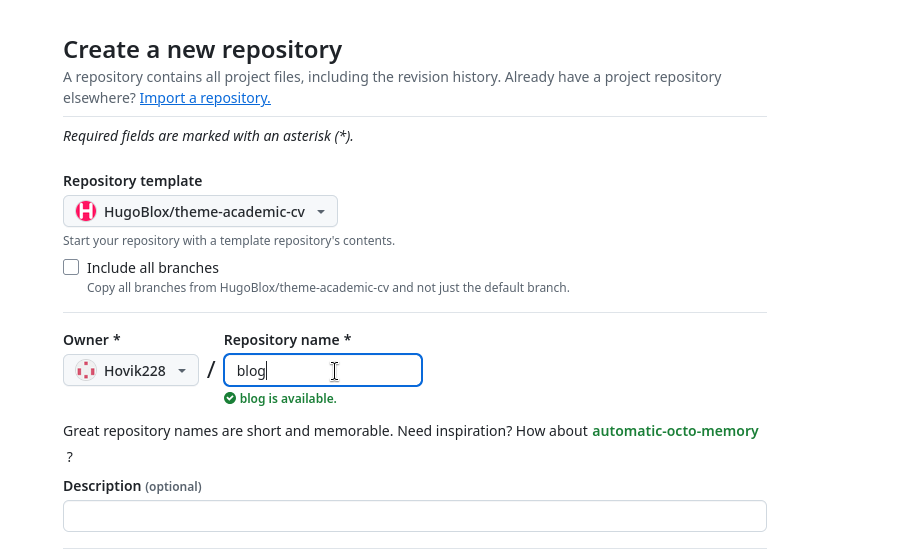 Create a new repository
A repository contains all project files, including the revision history. Already have a project repository
elsewhere? Import a repository.
Required fields are marked with an asterisk (*).
Repository template
HugoBlox/theme-academic-cv
Start your repository with a template repository's contents.
Include all branches
Copy all branches from HugoBlox/theme-academic-cv and not just the default branch.
Owner * Repository name *
Hovik228 / blog
blog is available.
Great repository names are short and memorable. Need inspiration? How about automatic-octo-memory
?
Description (optional)